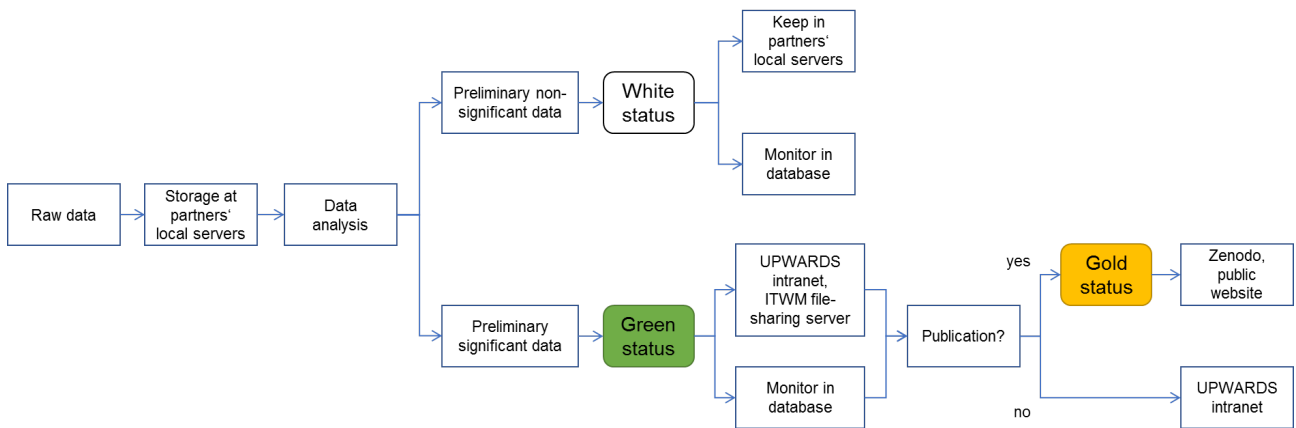 Raw data
Storage at
partners‘
local servers
Data
analysis
Preliminary non-
significant data
White
status
Keep in
partners‘
local servers
Monitor in
database
Preliminary
significant data
Green
status
UPWARDS
intranet,
ITWM file-
sharing server
Monitor in
database
Publication?
yes
Gold
status
Zenodo,
public
website
no
UPWARDS
intranet